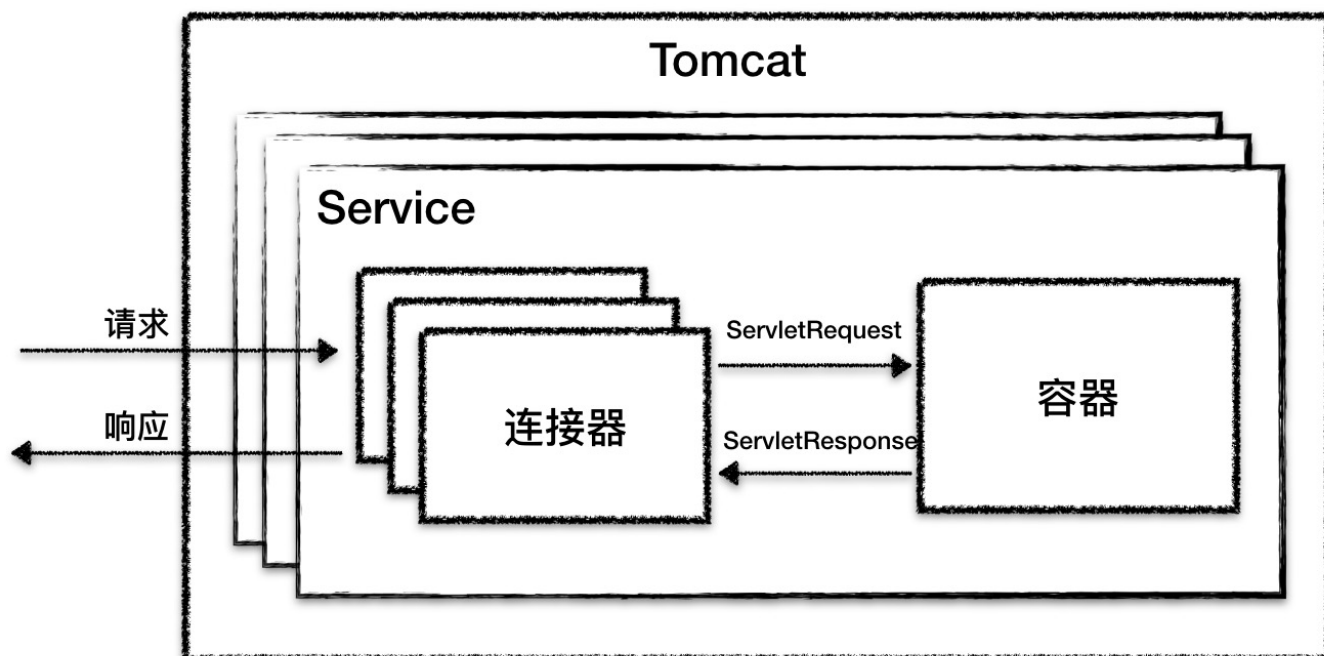 Tomcat
Service
请求
响应
连接器
ServletRequest
ServletResponse
容器